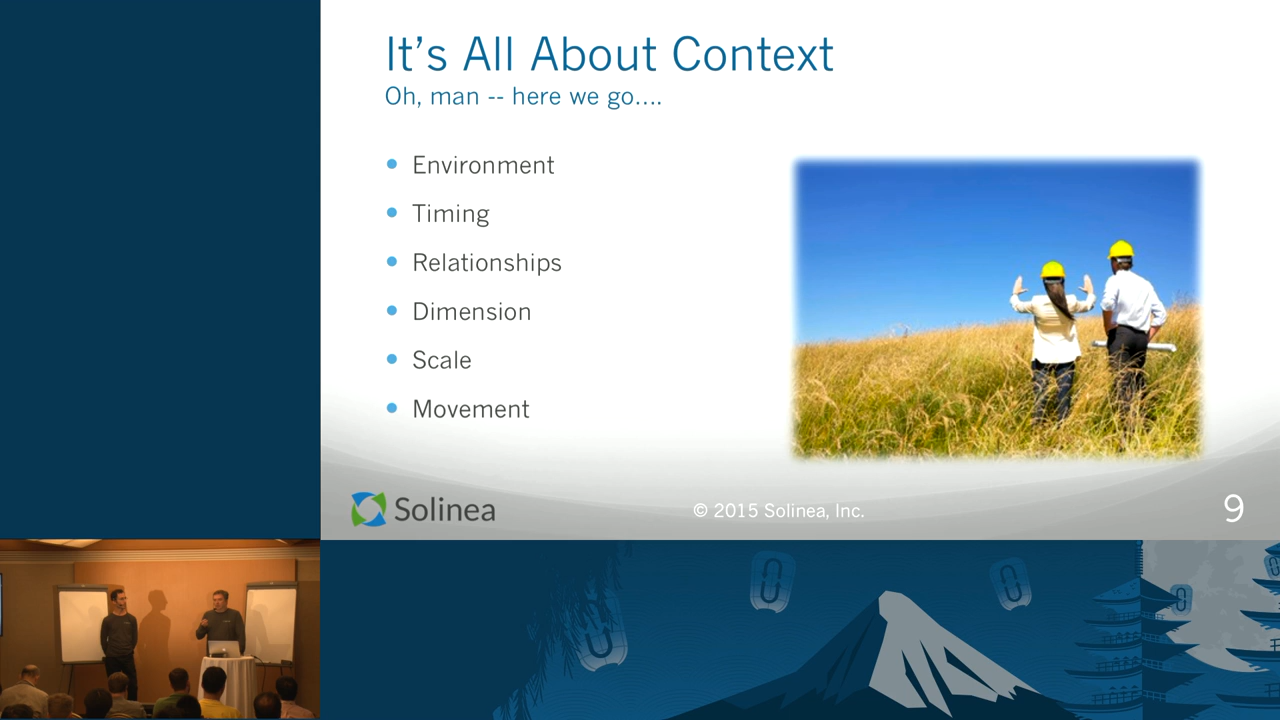 It's All About Context
Oh, man -- here we go....
Environment
Timing
Relationships
Dimension
Scale
Movement
Solinea
© 2015 Solinea, Inc.
9